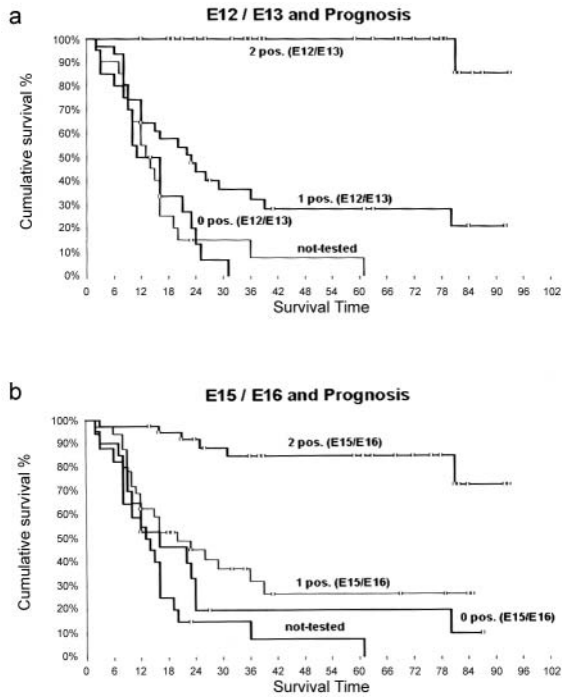 a
E12 / E13 and Prognosis
100%
90%
80%
70%
60%
50%
40%
30%
20%
10%
0%
Cumulative survival %
2 pos. (E12/E13)
1 pos. (E12/E13)
0 pos. (E12/E13)
not-tested
0 6 12 18 24 30 36 42 48 54 60 66 72 78 84 90 96 102
Survival Time
b
E15 / E16 and Prognosis
100%
90%
80%
70%
60%
50%
40%
30%
20%
10%
0%
Cumulative survival %
2 pos. (E15/E16)
1 pos. (E15/E16)
0 pos. (E15/E16)
not-tested
0 6 12 18 24 30 36 42 48 54 60 66 72 78 84 90 96 102
Survival Time